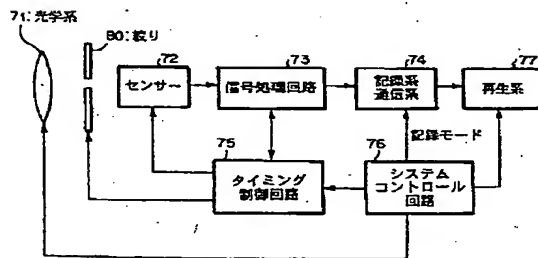 71:光学系
80:絞り
72
センサー
73
信号処理回路
74
記録系
通信系
77
再生系
記録モード
75
タイミング
制御回路
76
システム
コントロール
回路